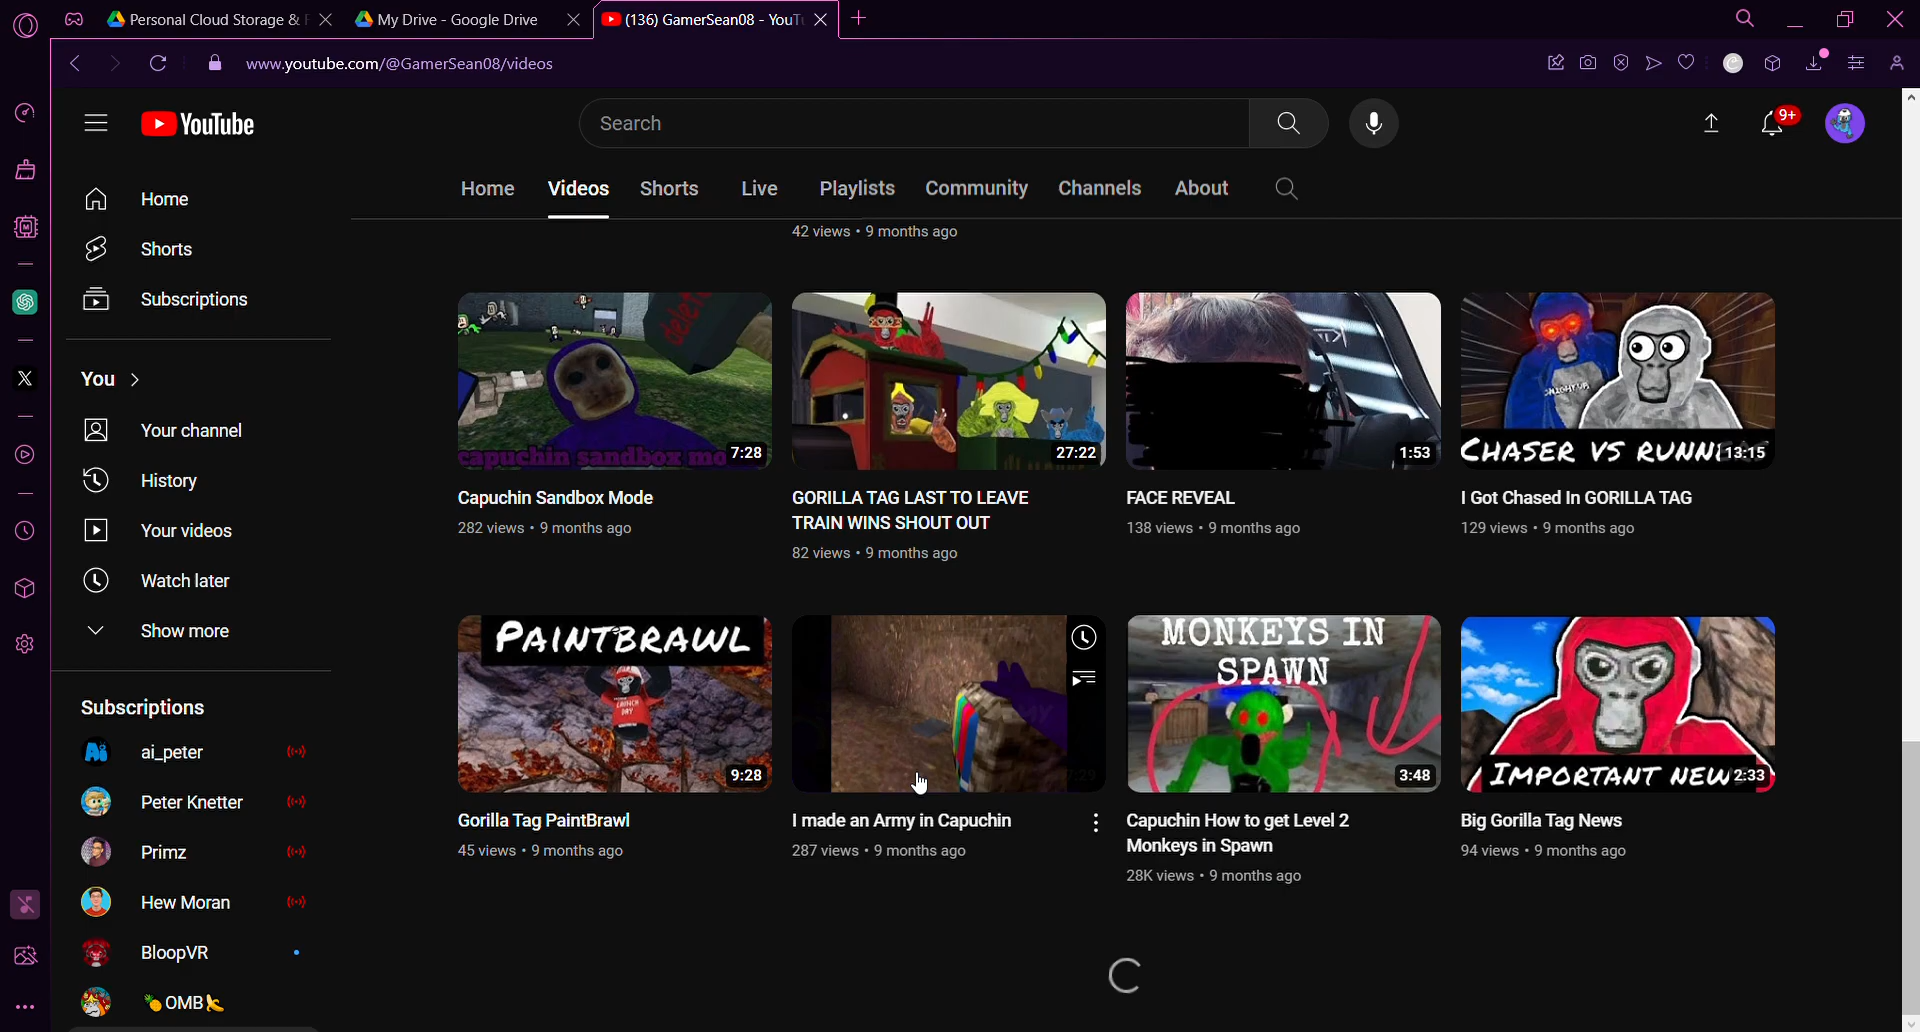 Personal Cloud Storage & F
My Drive - Google Drive
(136) GamerSean08 - YouTu
www.youtube.com/@GamerSean08/videos
YouTube
Search
9+
Home
Videos
Shorts
Live
Playlists
Community
Channels
About
Home
Shorts
Subscriptions
You
Your channel
History
Your videos
Watch later
Show more
Subscriptions
ai_peter
Peter Knetter
Primz
Hew Moran
BloopVR
🍍OMB🍌
42 views • 9 months ago
delete
capuchin sandbox mo
7:28
Capuchin Sandbox Mode
282 views • 9 months ago
27:22
GORILLA TAG LAST TO LEAVE
TRAIN WINS SHOUT OUT
82 views • 9 months ago
1:53
FACE REVEAL
138 views • 9 months ago
CHASER VS RUNN
13:15
I Got Chased In GORILLA TAG
129 views • 9 months ago
PAINTBRAWL
LAUNCH
DAY
9:28
Gorilla Tag PaintBrawl
45 views • 9 months ago
7:29
I made an Army in Capuchin
287 views • 9 months ago
MONKEYS IN
SPAWN
3:48
Capuchin How to get Level 2
Monkeys in Spawn
28K views • 9 months ago
IMPORTANT NEW
2:33
Big Gorilla Tag News
94 views • 9 months ago